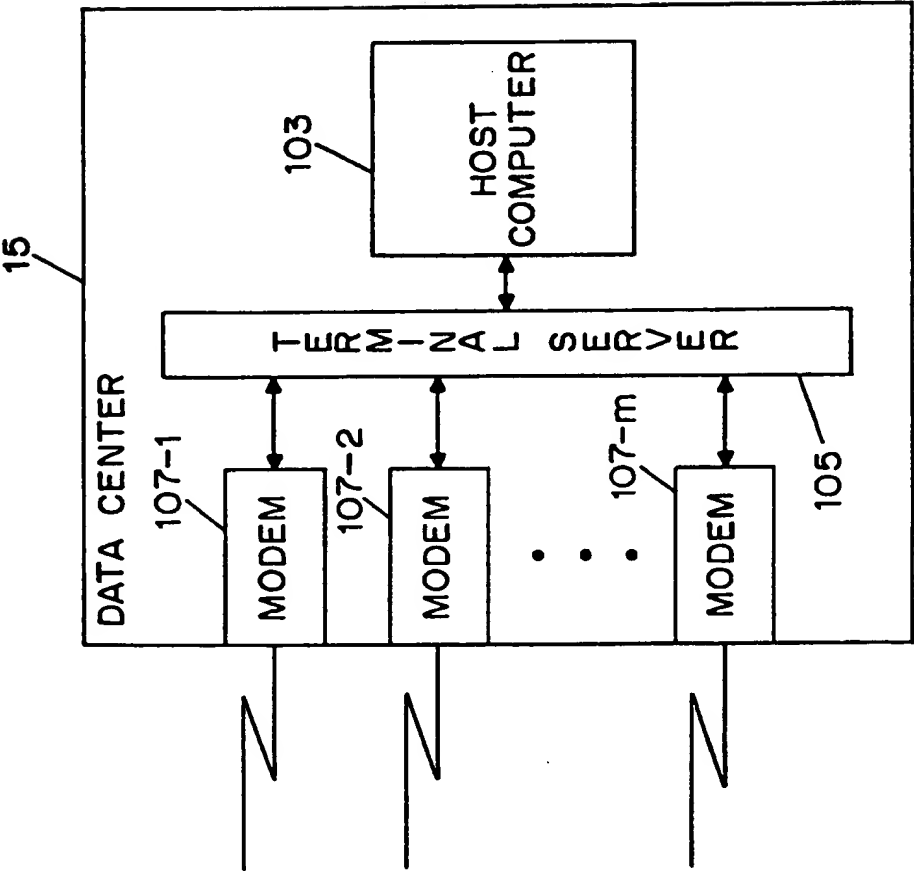 15
DATA CENTER
103
HOST
COMPUTER
TERMINAL SERVER
107-1
MODEM
107-2
MODEM
107-m
MODEM
105